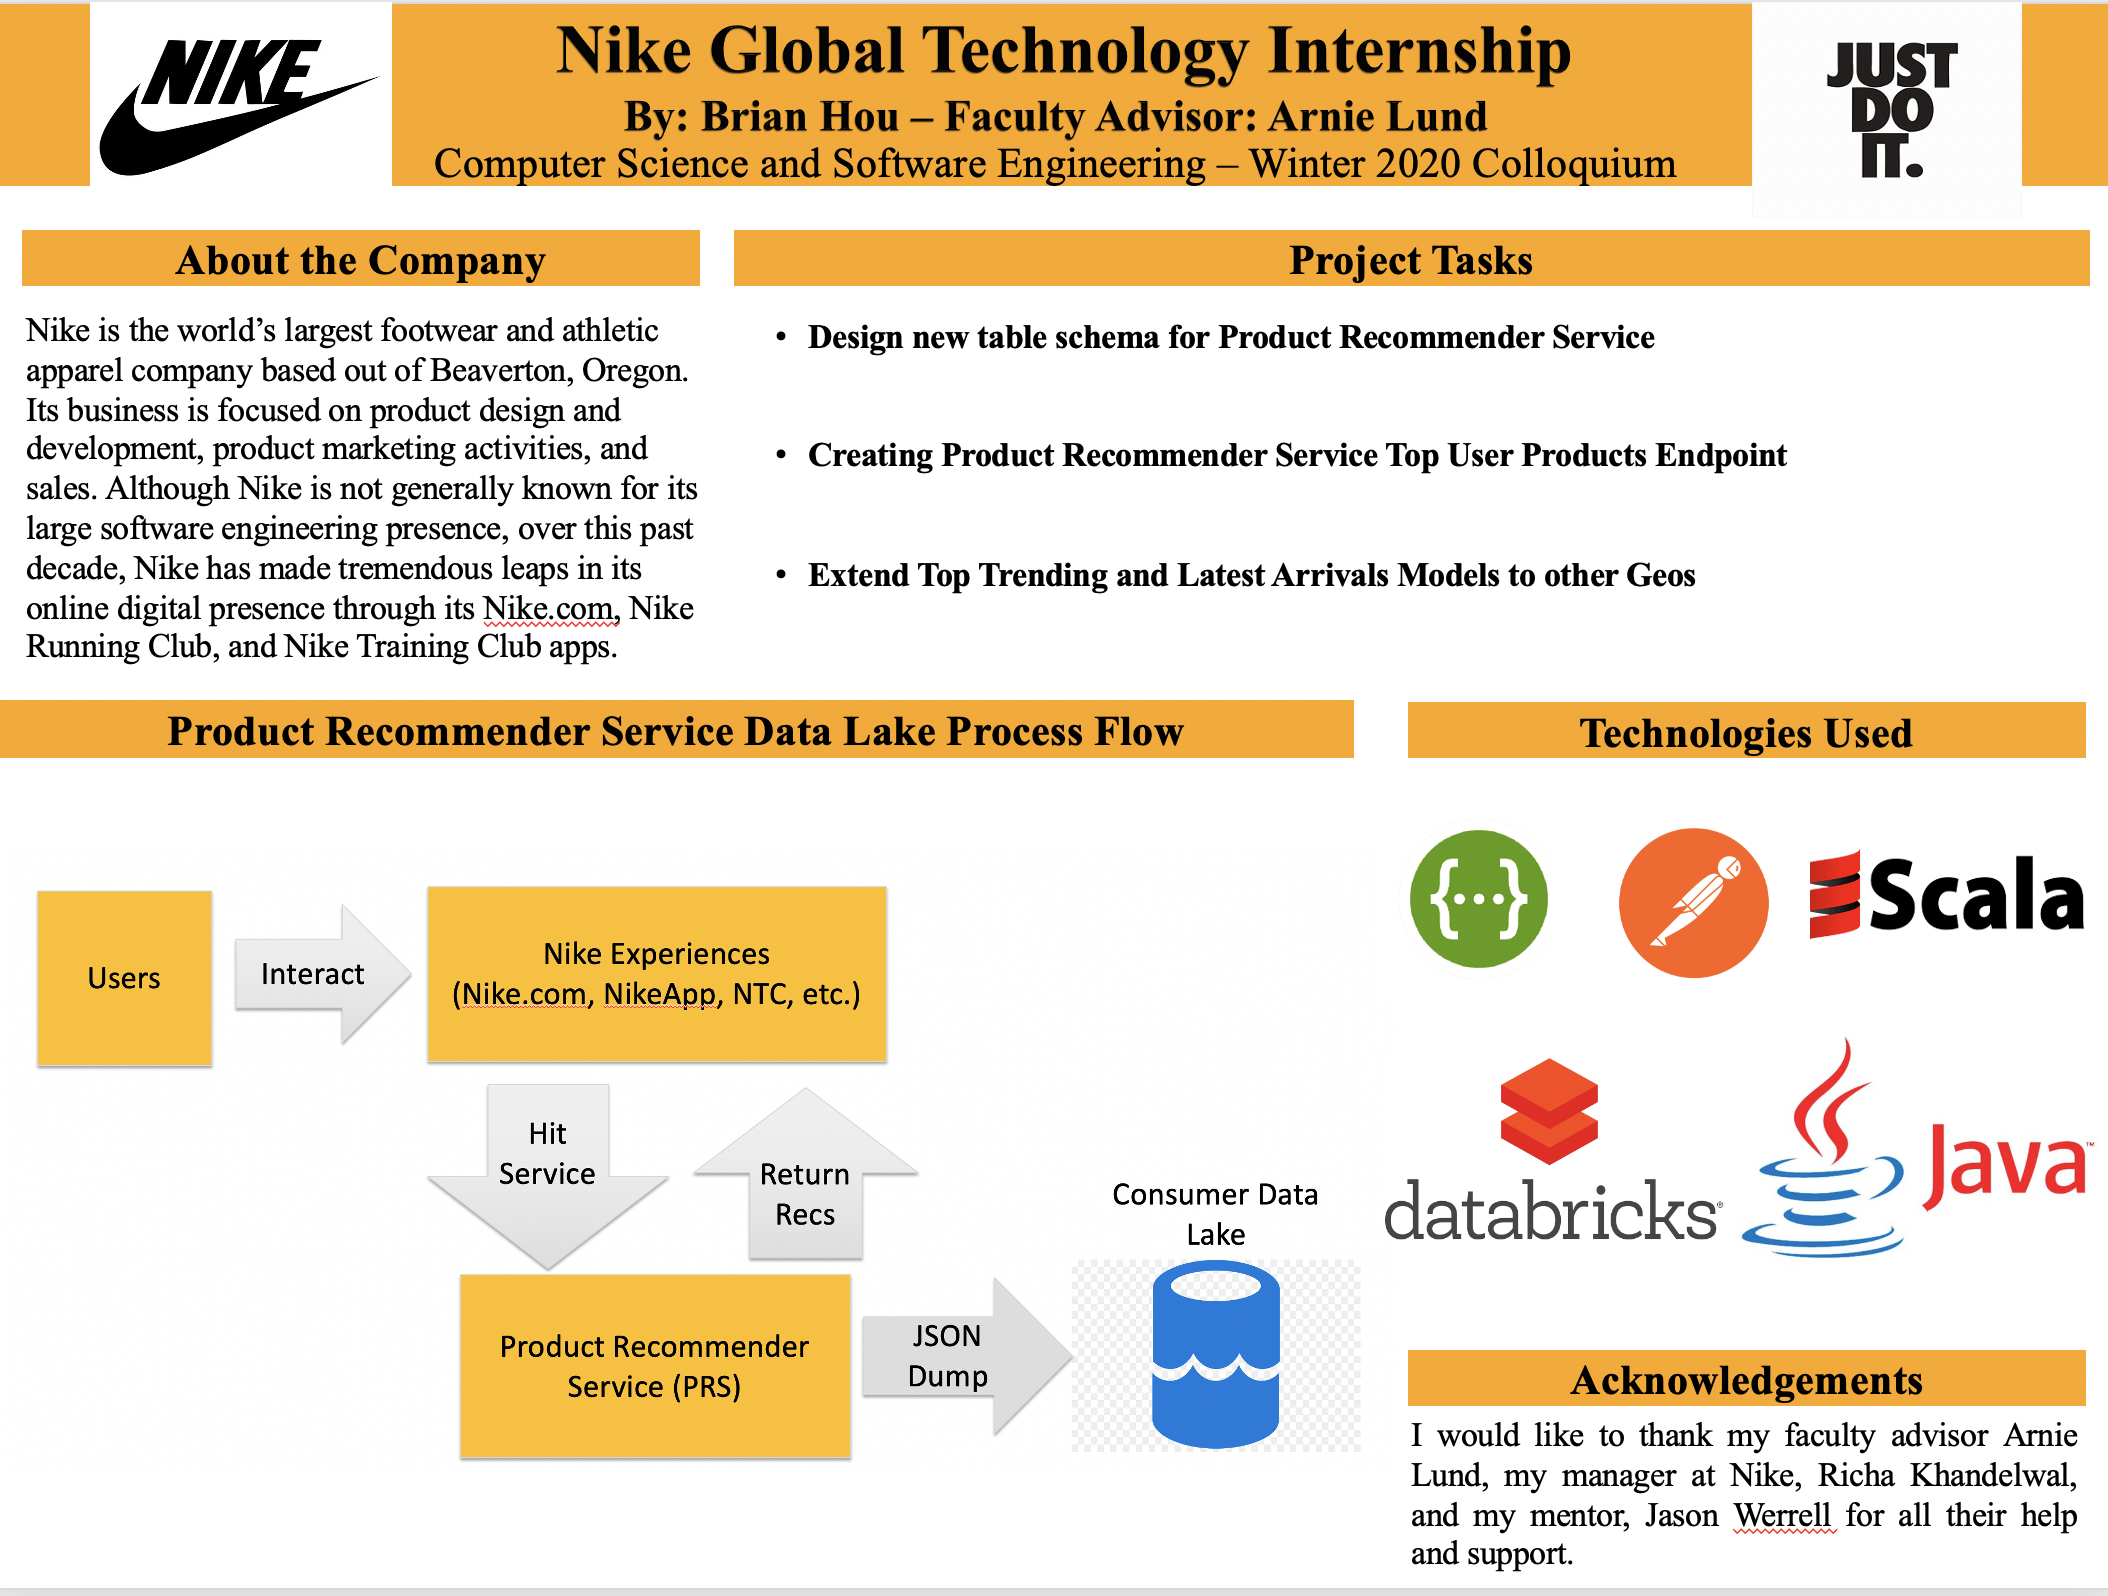 NIKE
Nike Global Technology Internship
By: Brian Hou – Faculty Advisor: Arnie Lund
Computer Science and Software Engineering – Winter 2020 Colloquium
JUST
DO
IT.
About the Company
Nike is the world’s largest footwear and athletic
apparel company based out of Beaverton, Oregon.
Its business is focused on product design and
development, product marketing activities, and
sales. Although Nike is not generally known for its
large software engineering presence, over this past
decade, Nike has made tremendous leaps in its
online digital presence through its Nike.com, Nike
Running Club, and Nike Training Club apps.
Project Tasks
• Design new table schema for Product Recommender Service
• Creating Product Recommender Service Top User Products Endpoint
• Extend Top Trending and Latest Arrivals Models to other Geos
Product Recommender Service Data Lake Process Flow
Users
Interact
Nike Experiences
(Nike.com, NikeApp, NTC, etc.)
Hit
Service
Return
Recs
Product Recommender
Service (PRS)
JSON
Dump
Consumer Data
Lake
Technologies Used
{...}
Scala
databricks®
Java™
Acknowledgements
I would like to thank my faculty advisor Arnie
Lund, my manager at Nike, Richa Khandelwal,
and my mentor, Jason Werrell for all their help
and support.